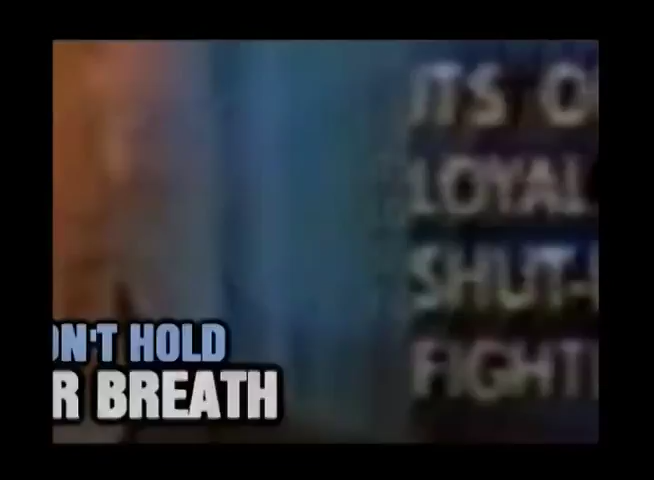 ITS
LOYAL
SHUT-
FIGHT
ON'T HOLD
R BREATH